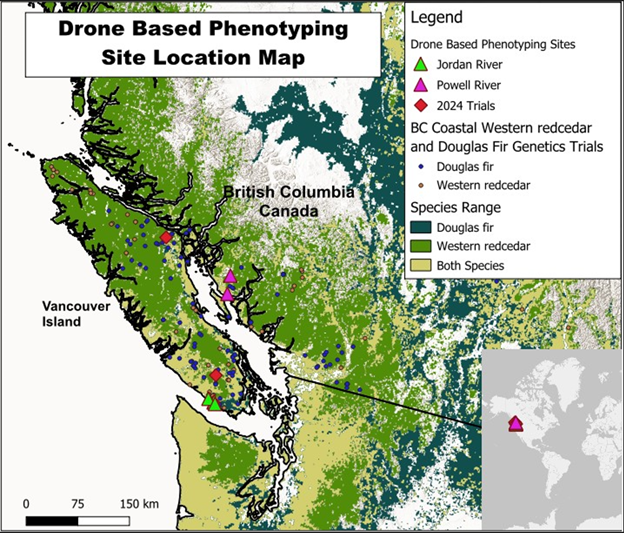 Drone Based Phenotyping
Site Location Map
Legend
Drone Based Phenotyping Sites
Jordan River
Powell River
2024 Trials
BC Coastal Western redcedar
and Douglas Fir Genetics Trials
Douglas fir
Western redcedar
Species Range
Douglas fir
Western redcedar
Both Species
British Columbia
Canada
Vancouver
Island
0 75 150 km